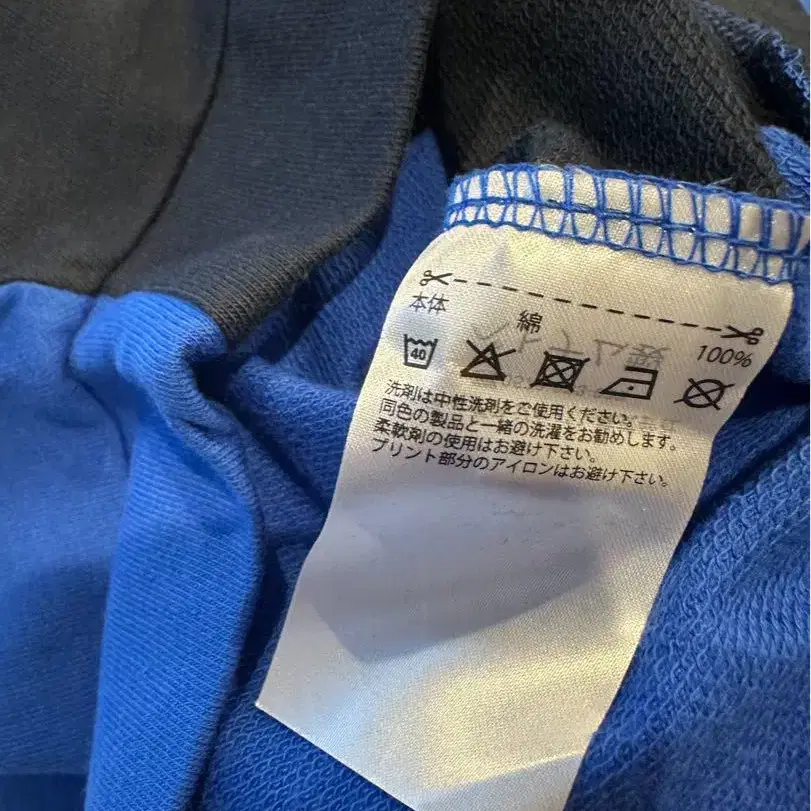 本体 綿 100%
40
洗剤は中性洗剤をご使用ください。
同色の製品と一緒の洗濯をお勧めします。
柔軟剤の使用はお避け下さい。
プリント部分のアイロンはお避け下さい。